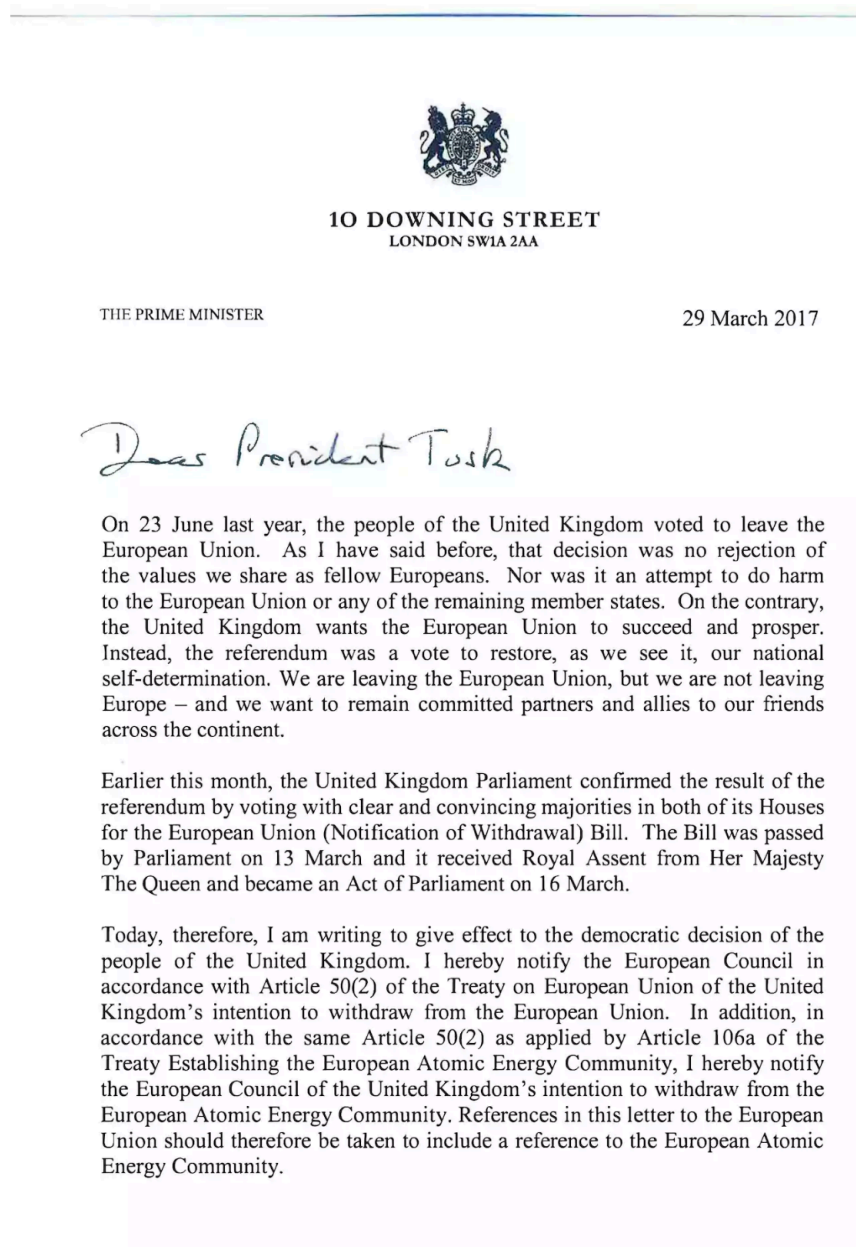 10 DOWNING STREET
LONDON SW1A 2AA
THE PRIME MINISTER
29 March 2017
Dear President Tusk
On 23 June last year, the people of the United Kingdom voted to leave the
European Union. As I have said before, that decision was no rejection of
the values we share as fellow Europeans. Nor was it an attempt to do harm
to the European Union or any of the remaining member states. On the contrary,
the United Kingdom wants the European Union to succeed and prosper.
Instead, the referendum was a vote to restore, as we see it, our national
self-determination. We are leaving the European Union, but we are not leaving
Europe – and we want to remain committed partners and allies to our friends
across the continent.
Earlier this month, the United Kingdom Parliament confirmed the result of the
referendum by voting with clear and convincing majorities in both of its Houses
for the European Union (Notification of Withdrawal) Bill. The Bill was passed
by Parliament on 13 March and it received Royal Assent from Her Majesty
The Queen and became an Act of Parliament on 16 March.
Today, therefore, I am writing to give effect to the democratic decision of the
people of the United Kingdom. I hereby notify the European Council in
accordance with Article 50(2) of the Treaty on European Union of the United
Kingdom's intention to withdraw from the European Union. In addition, in
accordance with the same Article 50(2) as applied by Article 106a of the
Treaty Establishing the European Atomic Energy Community, I hereby notify
the European Council of the United Kingdom's intention to withdraw from the
European Atomic Energy Community. References in this letter to the European
Union should therefore be taken to include a reference to the European Atomic
Energy Community.